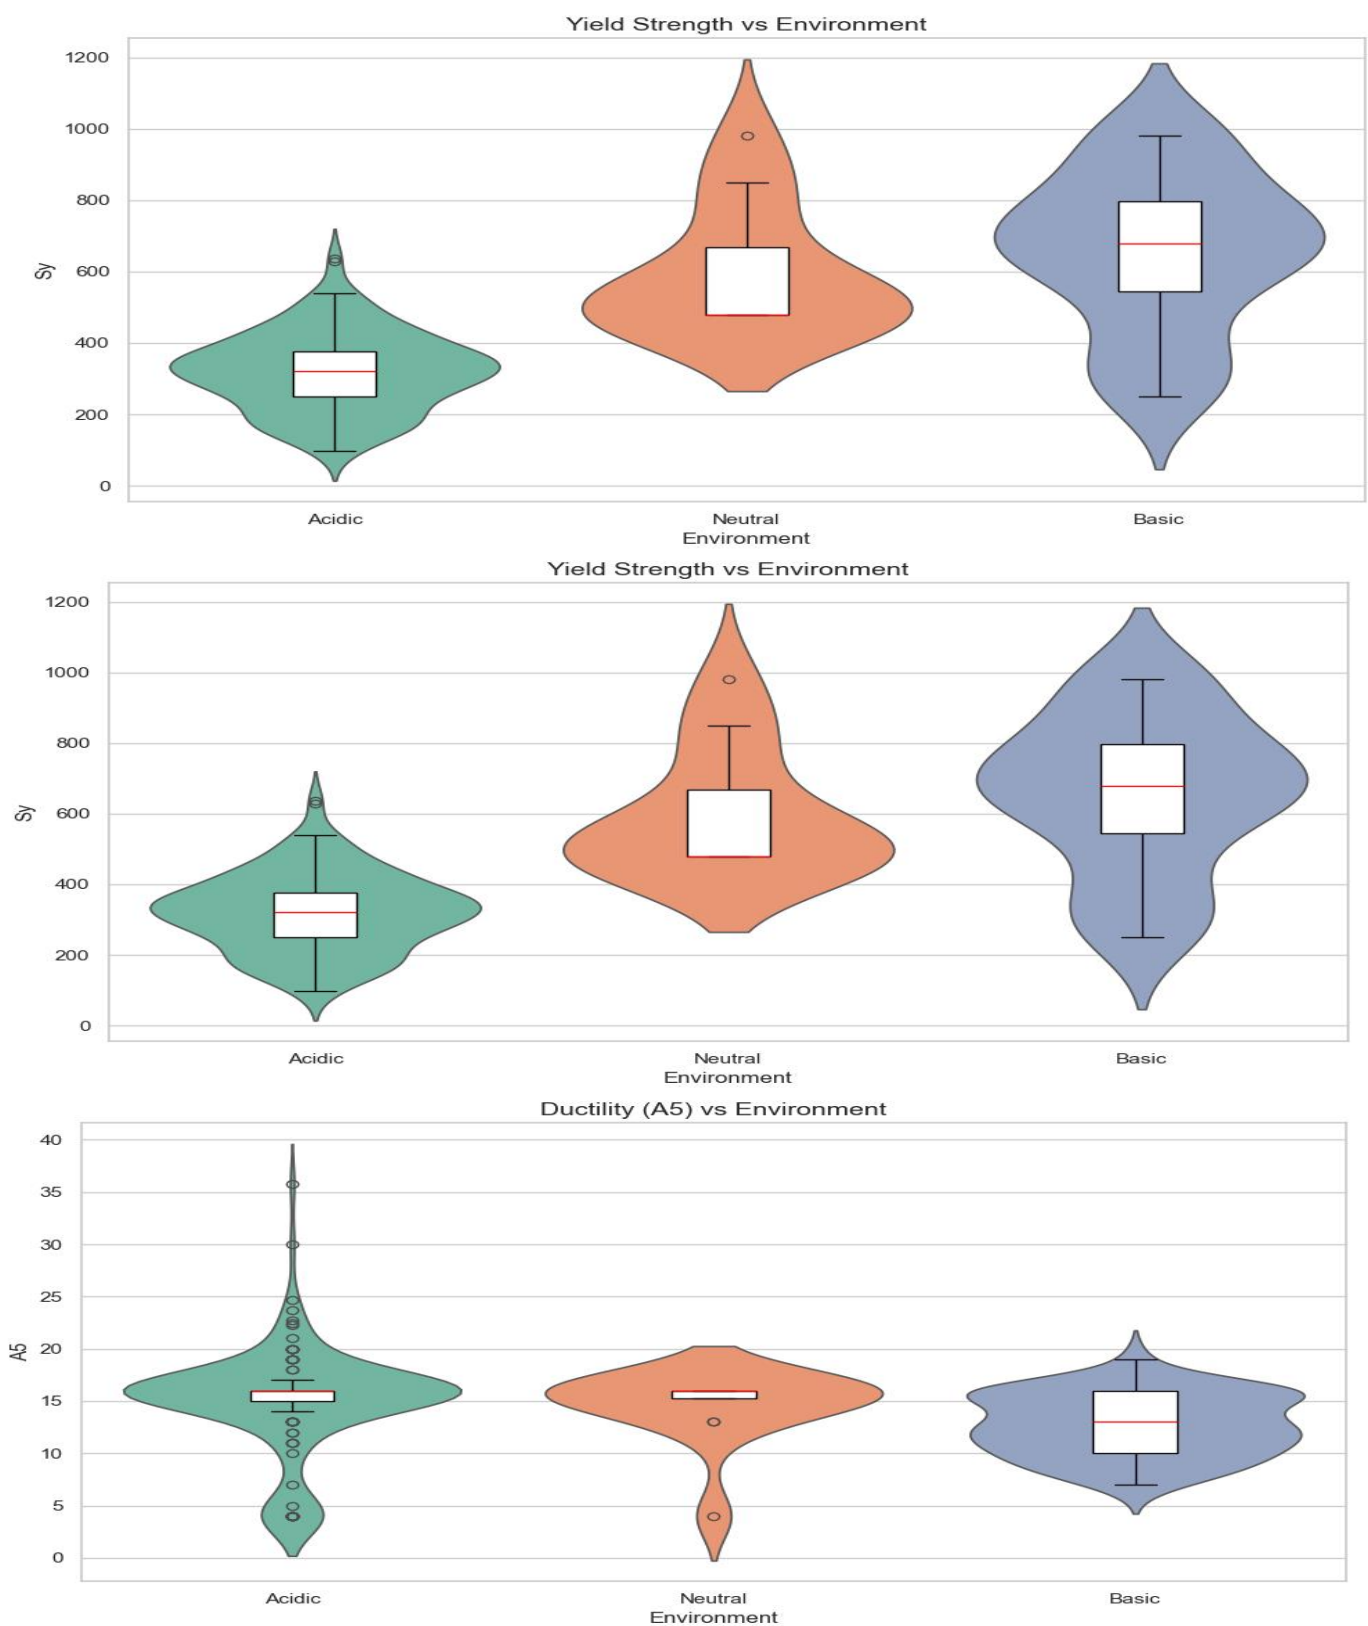 Yield Strength vs Environment
1200
1000
800
600
400
200
0
Sy
Acidic Neutral Basic
Environment
Yield Strength vs Environment
1200
1000
800
600
400
200
0
Sy
Acidic Neutral Basic
Environment
Ductility (A5) vs Environment
40
35
30
25
20
15
10
5
0
A5
Acidic Neutral Basic
Environment